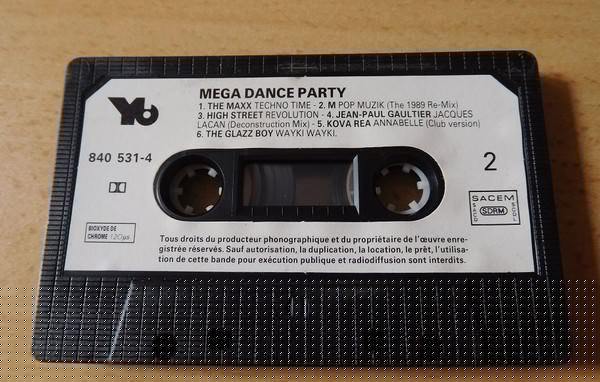 Yb
MEGA DANCE PARTY
1. THE MAXX TECHNO TIME - 2. M POP MUZIK (The 1989 Re-Mix)
3. HIGH STREET REVOLUTION - 4. JEAN-PAUL GAULTIER JACQUES
LACAN (Deconstruction Mix) - 5. KOVA REA ANNABELLE (Club version)
6. THE GLAZZ BOY WAYKI WAYKI.
840 531-4
2
BIOXYDE DE
CHROME 120µs
SACEM
SDRM
Tous droits du producteur phonographique et du propriétaire de l'œuvre enre-
gistrée réservés. Sauf autorisation, la duplication, la location, le prêt, l'utilisa-
tion de cette bande pour exécution publique et radiodiffusion sont interdits.